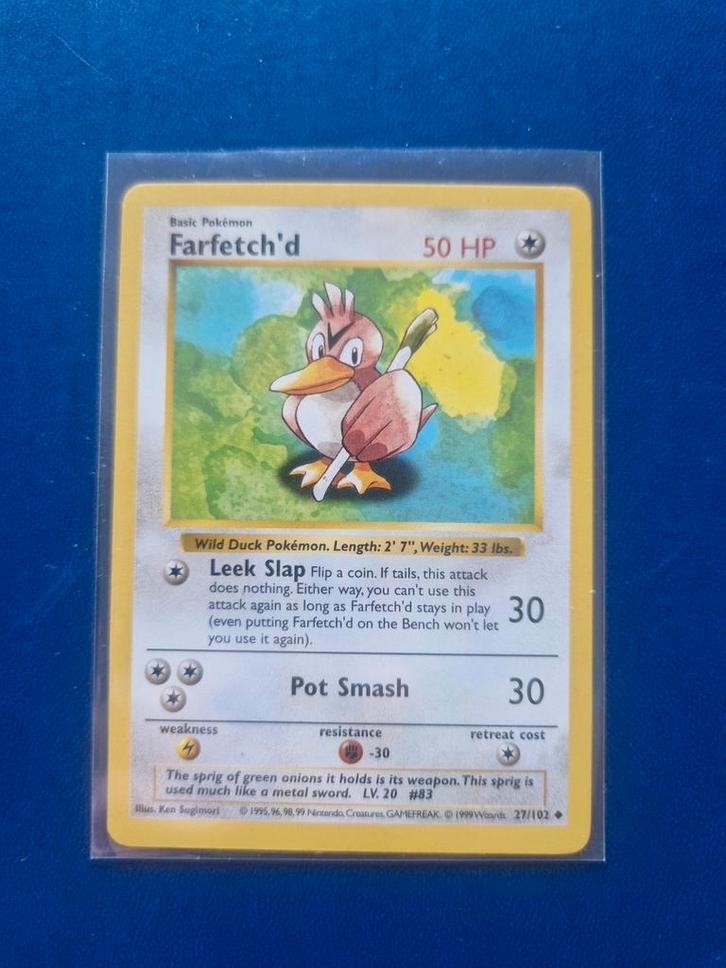 Basic Pokémon
Farfetch'd 50 HP
Wild Duck Pokémon. Length: 2' 7", Weight: 33 lbs.
Leek Slap Flip a coin. If tails, this attack
does nothing. Either way, you can't use this
attack again as long as Farfetch'd stays in play
(even putting Farfetch'd on the Bench won't let
you use it again).
30
Pot Smash 30
weakness resistance retreat cost
-30
The sprig of green onions it holds is its weapon. This sprig is
used much like a metal sword. LV. 20 #83
Illus. Ken Sugimori © 1995, 96, 98, 99 Nintendo, Creatures, GAMEFREAK. © 1999 Wizards. 27/102